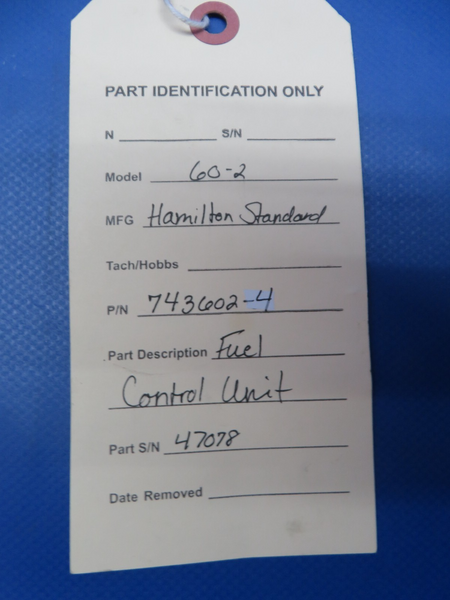 PART IDENTIFICATION ONLY
N S/N
Model 60-2
MFG Hamilton Standard
Tach/Hobbs
P/N 743602-4
Part Description Fuel
Control Unit
Part S/N 47078
Date Removed